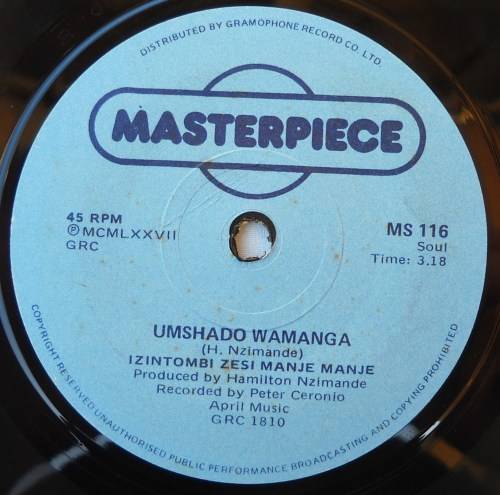 DISTRIBUTED BY GRAMOPHONE RECORD CO. LTD.
MASTERPIECE
45 RPM
Ⓟ MCMLXXVII
GRC
MS 116
Soul
Time: 3.18
UMSHADO WAMANGA
(H. Nzimande)
IZINTOMBI ZESI MANJE MANJE
Produced by Hamilton Nzimande
Recorded by Peter Ceronio
April Music
GRC 1810
COPYRIGHT RESERVED UNAUTHORISED PUBLIC PERFORMANCE BROADCASTING AND COPYING PROHIBITED